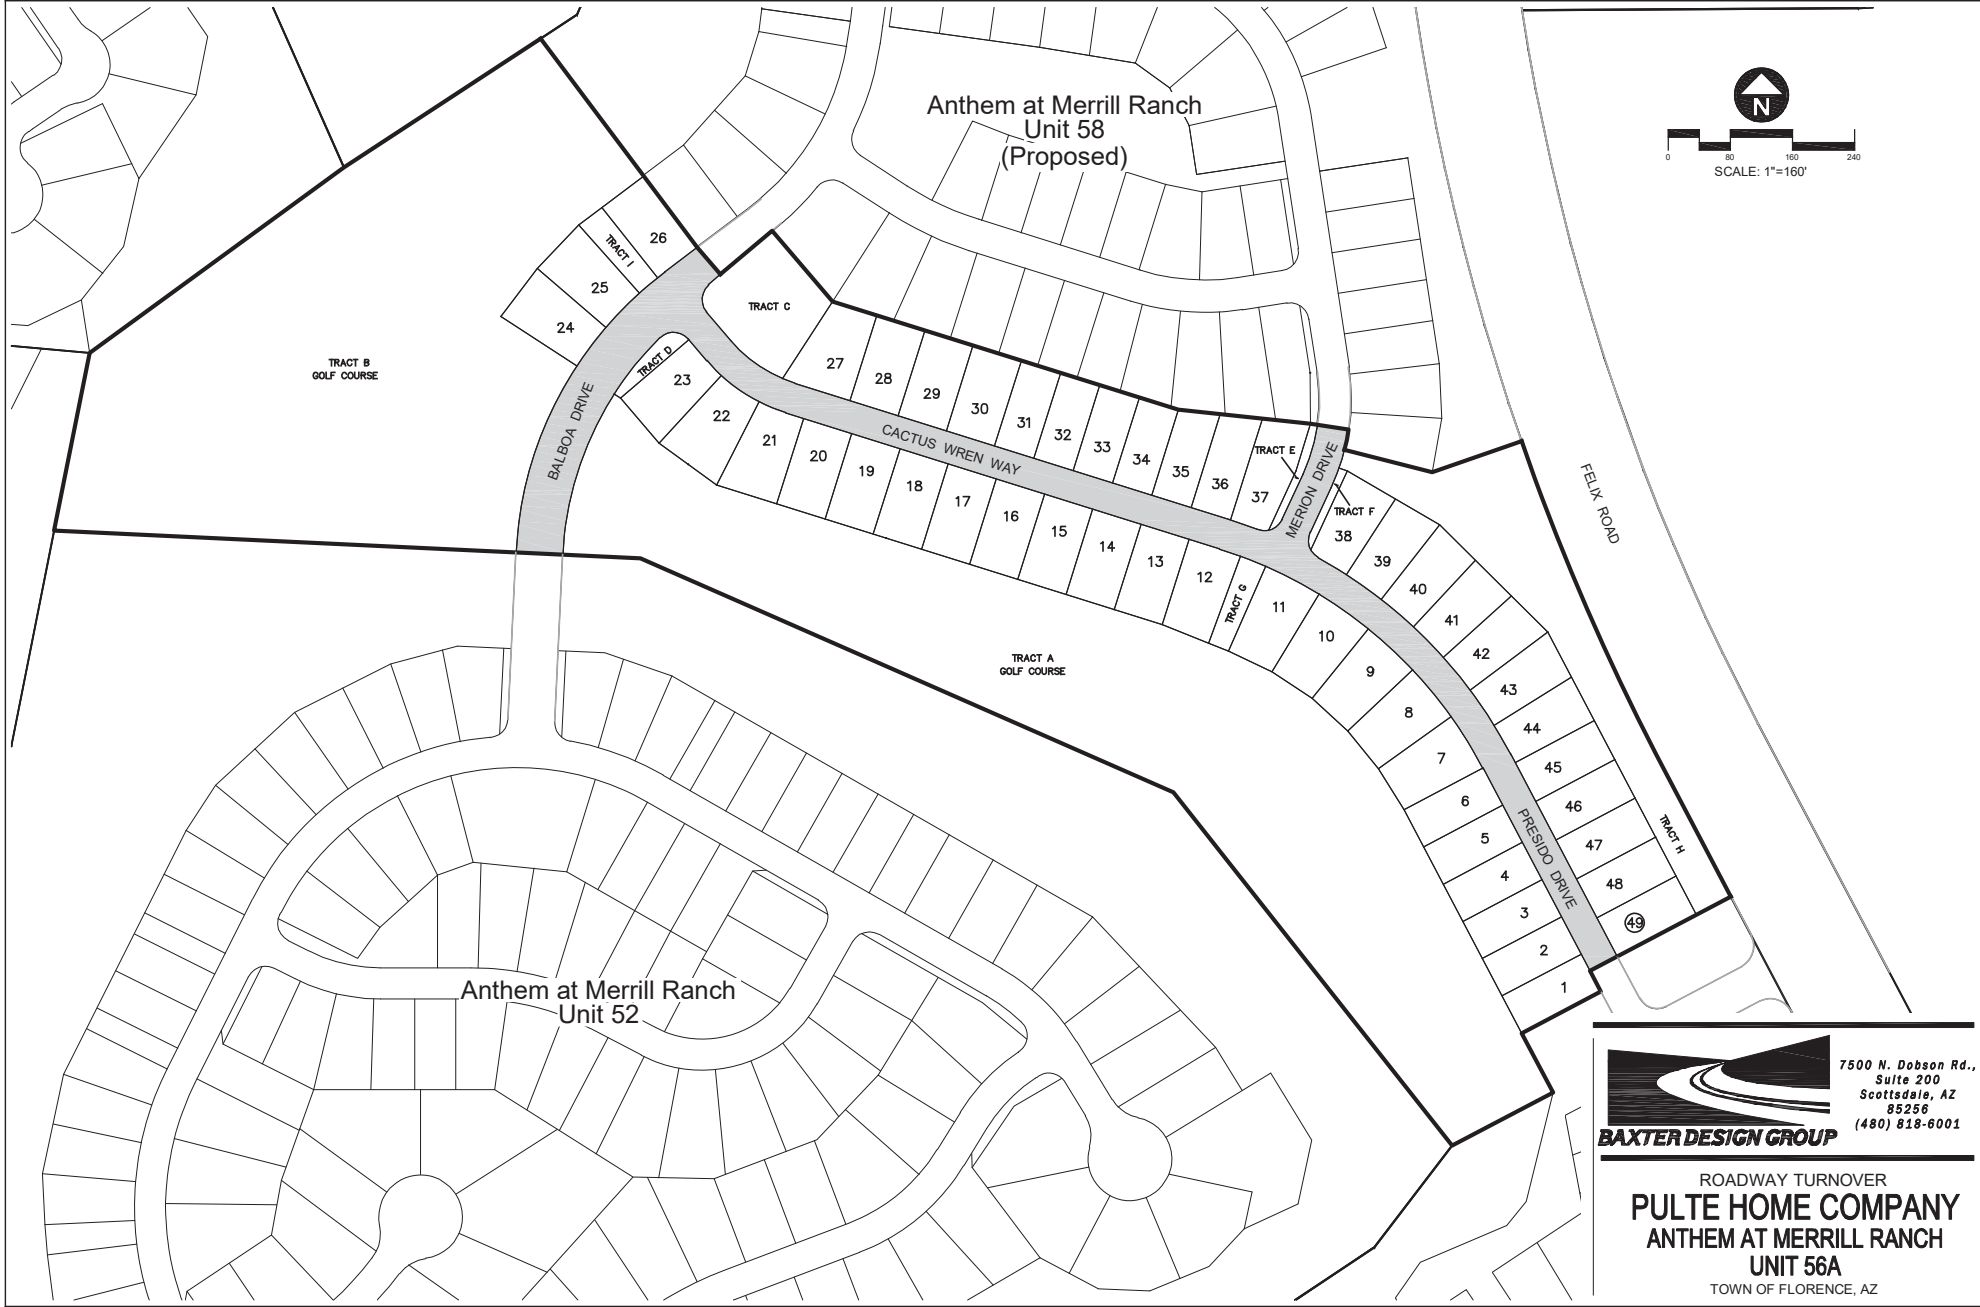 Anthem at Merrill Ranch
Unit 58
(Proposed)
N
0 80 160 240
SCALE: 1"=160'
26
TRACT I
25
24
TRACT C
TRACT B
GOLF COURSE
TRACT D
23
22
21
20
19
18
17
16
15
14
13
12
TRACT G
11
10
9
8
7
6
5
4
3
2
1
27
28
29
30
31
32
33
34
35
36
37
TRACT E
TRACT F
38
39
40
41
42
43
44
45
46
47
48
49
TRACT H
BALBOA DRIVE
CACTUS WREN WAY
MERION DRIVE
PRESIDO DRIVE
FELIX ROAD
TRACT A
GOLF COURSE
Anthem at Merrill Ranch
Unit 52
BAXTER DESIGN GROUP
7500 N. Dobson Rd.,
Suite 200
Scottsdale, AZ
85256
(480) 818-6001
ROADWAY TURNOVER
PULTE HOME COMPANY
ANTHEM AT MERRILL RANCH
UNIT 56A
TOWN OF FLORENCE, AZ